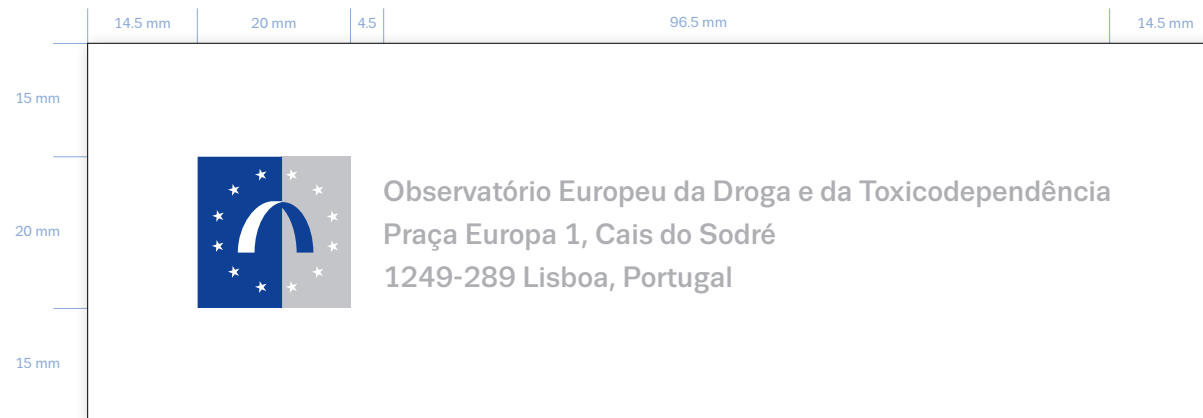 14.5 mm 20 mm 4.5 96.5 mm 14.5 mm
15 mm
20 mm
Observatório Europeu da Droga e da Toxicodependência
Praça Europa 1, Cais do Sodré
1249-289 Lisboa, Portugal
15 mm